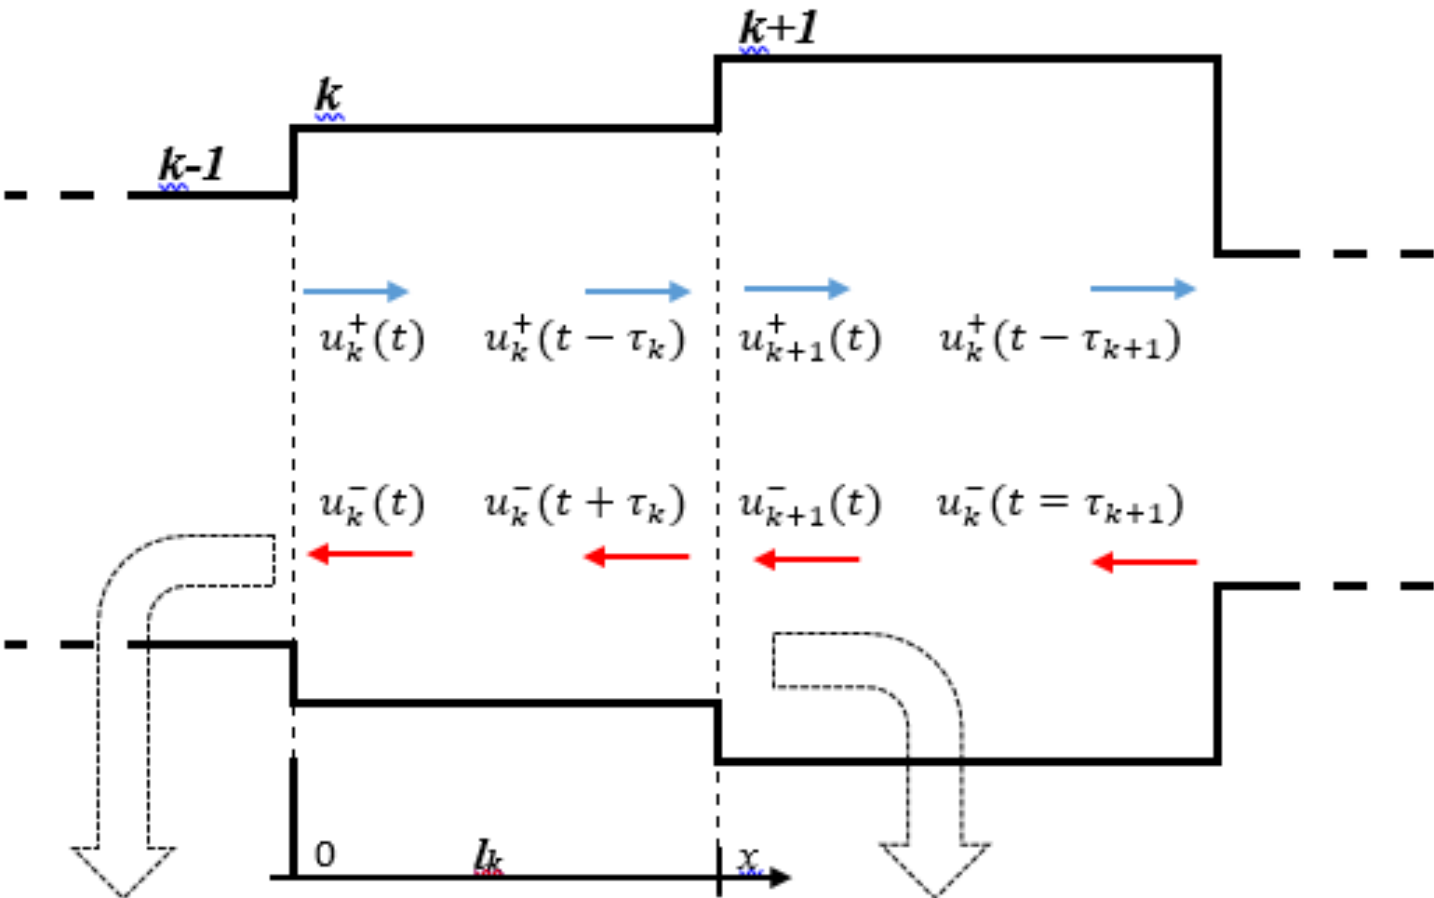 k+1
k
k-1
u_k^+(t) u_k^+(t − τ_k) u_{k+1}^+(t) u_k^+(t − τ_{k+1})
u_k^-(t) u_k^-(t + τ_k) u_{k+1}^-(t) u_k^-(t = τ_{k+1})
0 l_k x